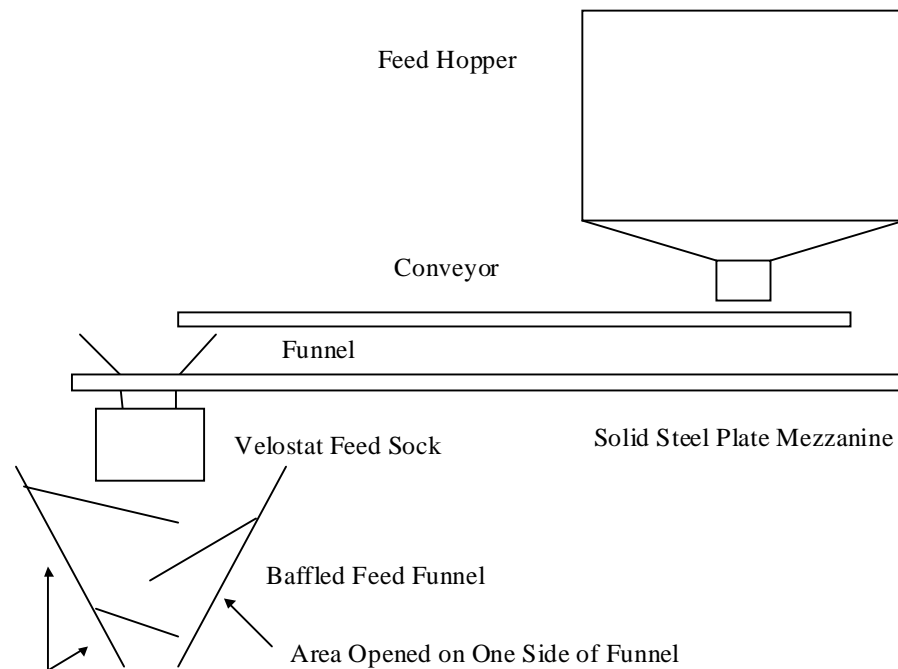 Feed Hopper
Conveyor
Funnel
Velostat Feed Sock
Solid Steel Plate Mezzanine
Baffled Feed Funnel
Area Opened on One Side of Funnel